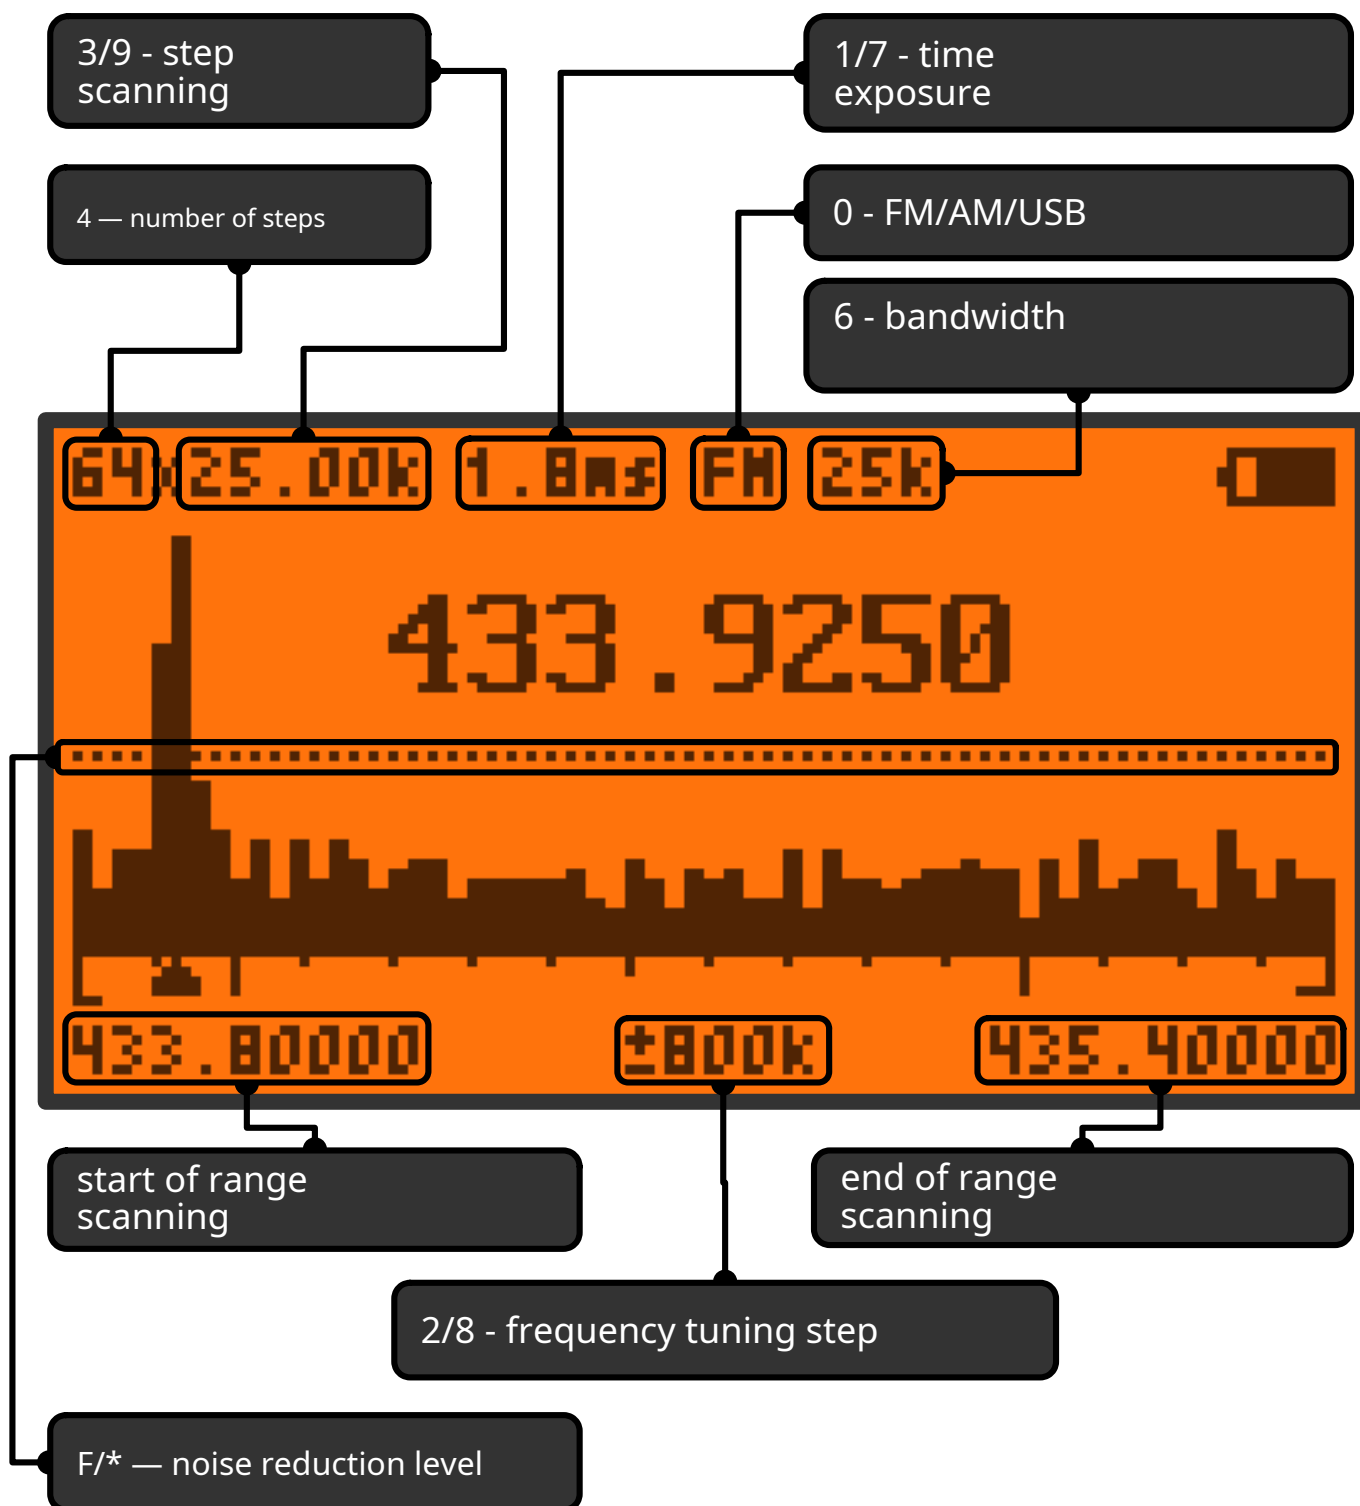 3/9 - step
scanning
1/7 - time
exposure
4 — number of steps
0 - FM/AM/USB
6 - bandwidth
64x25.00k 1.8ms FM 25k
433.9250
433.80000 ±800k 435.40000
start of range
scanning
end of range
scanning
2/8 - frequency tuning step
F/* — noise reduction level